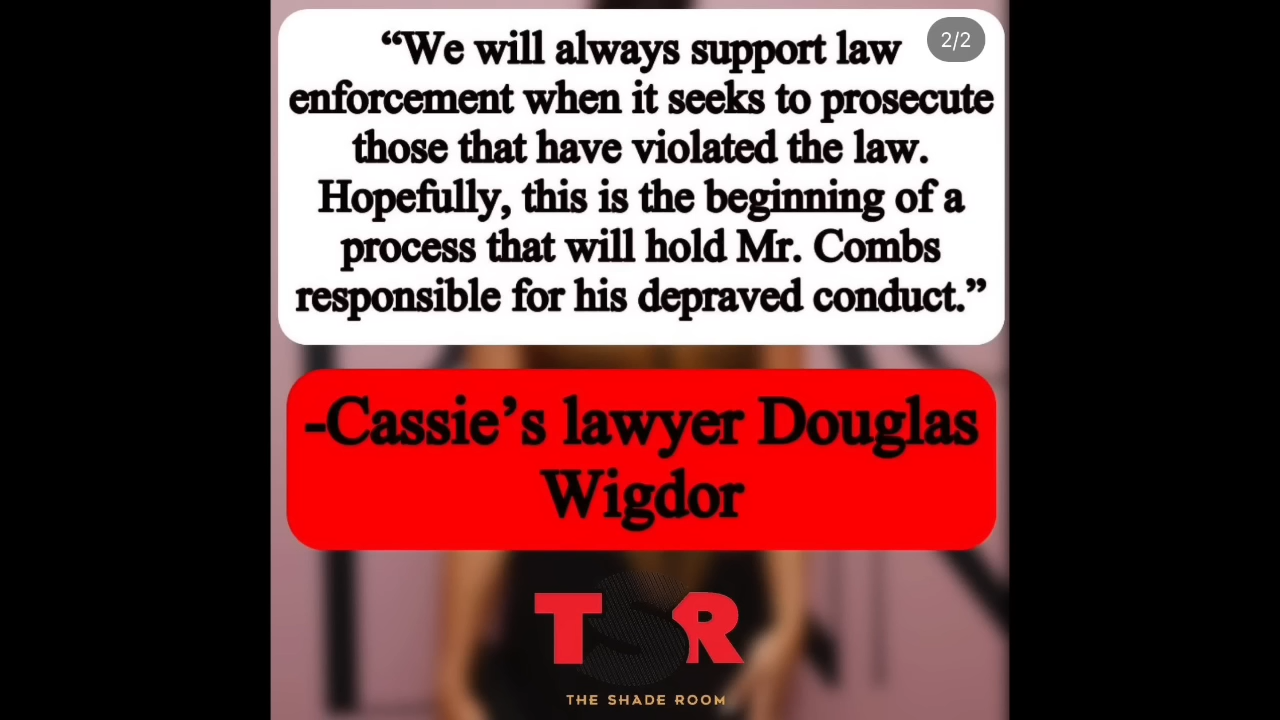 2/2
“We will always support law
enforcement when it seeks to prosecute
those that have violated the law.
Hopefully, this is the beginning of a
process that will hold Mr. Combs
responsible for his depraved conduct.”
-Cassie’s lawyer Douglas
Wigdor
TSR
THE SHADE ROOM